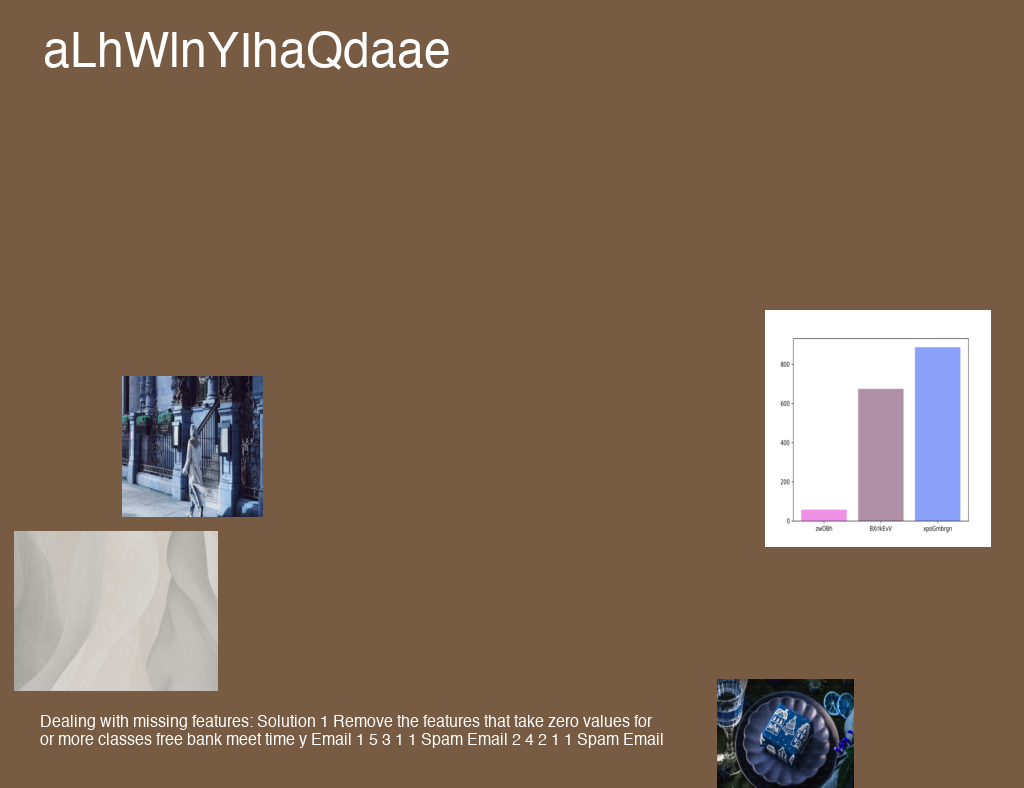 aLhWlnYIhaQdaae
800
600
400
200
0
zwOBh BXrlkEvV xpoGmbrgn
Dealing with missing features: Solution 1 Remove the features that take zero values for
or more classes free bank meet time y Email 1 5 3 1 1 Spam Email 2 4 2 1 1 Spam Email